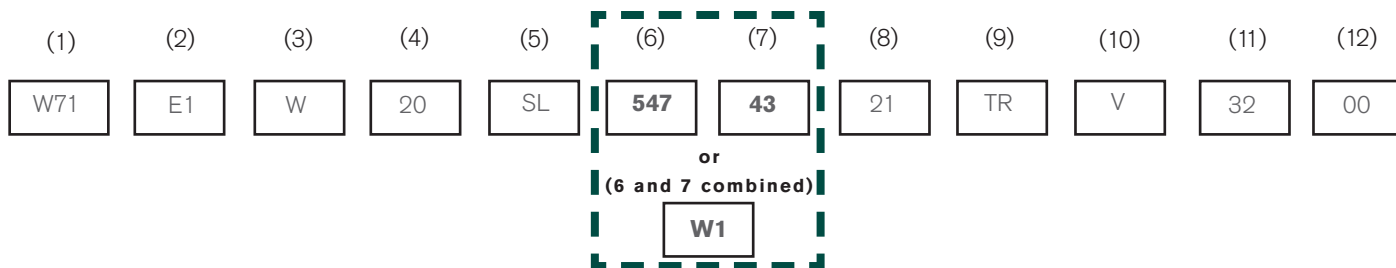 (1) (2) (3) (4) (5) (6) (7) (8) (9) (10) (11) (12)
W71 E1 W 20 SL 547 43 21 TR V 32 00
or
(6 and 7 combined)
W1